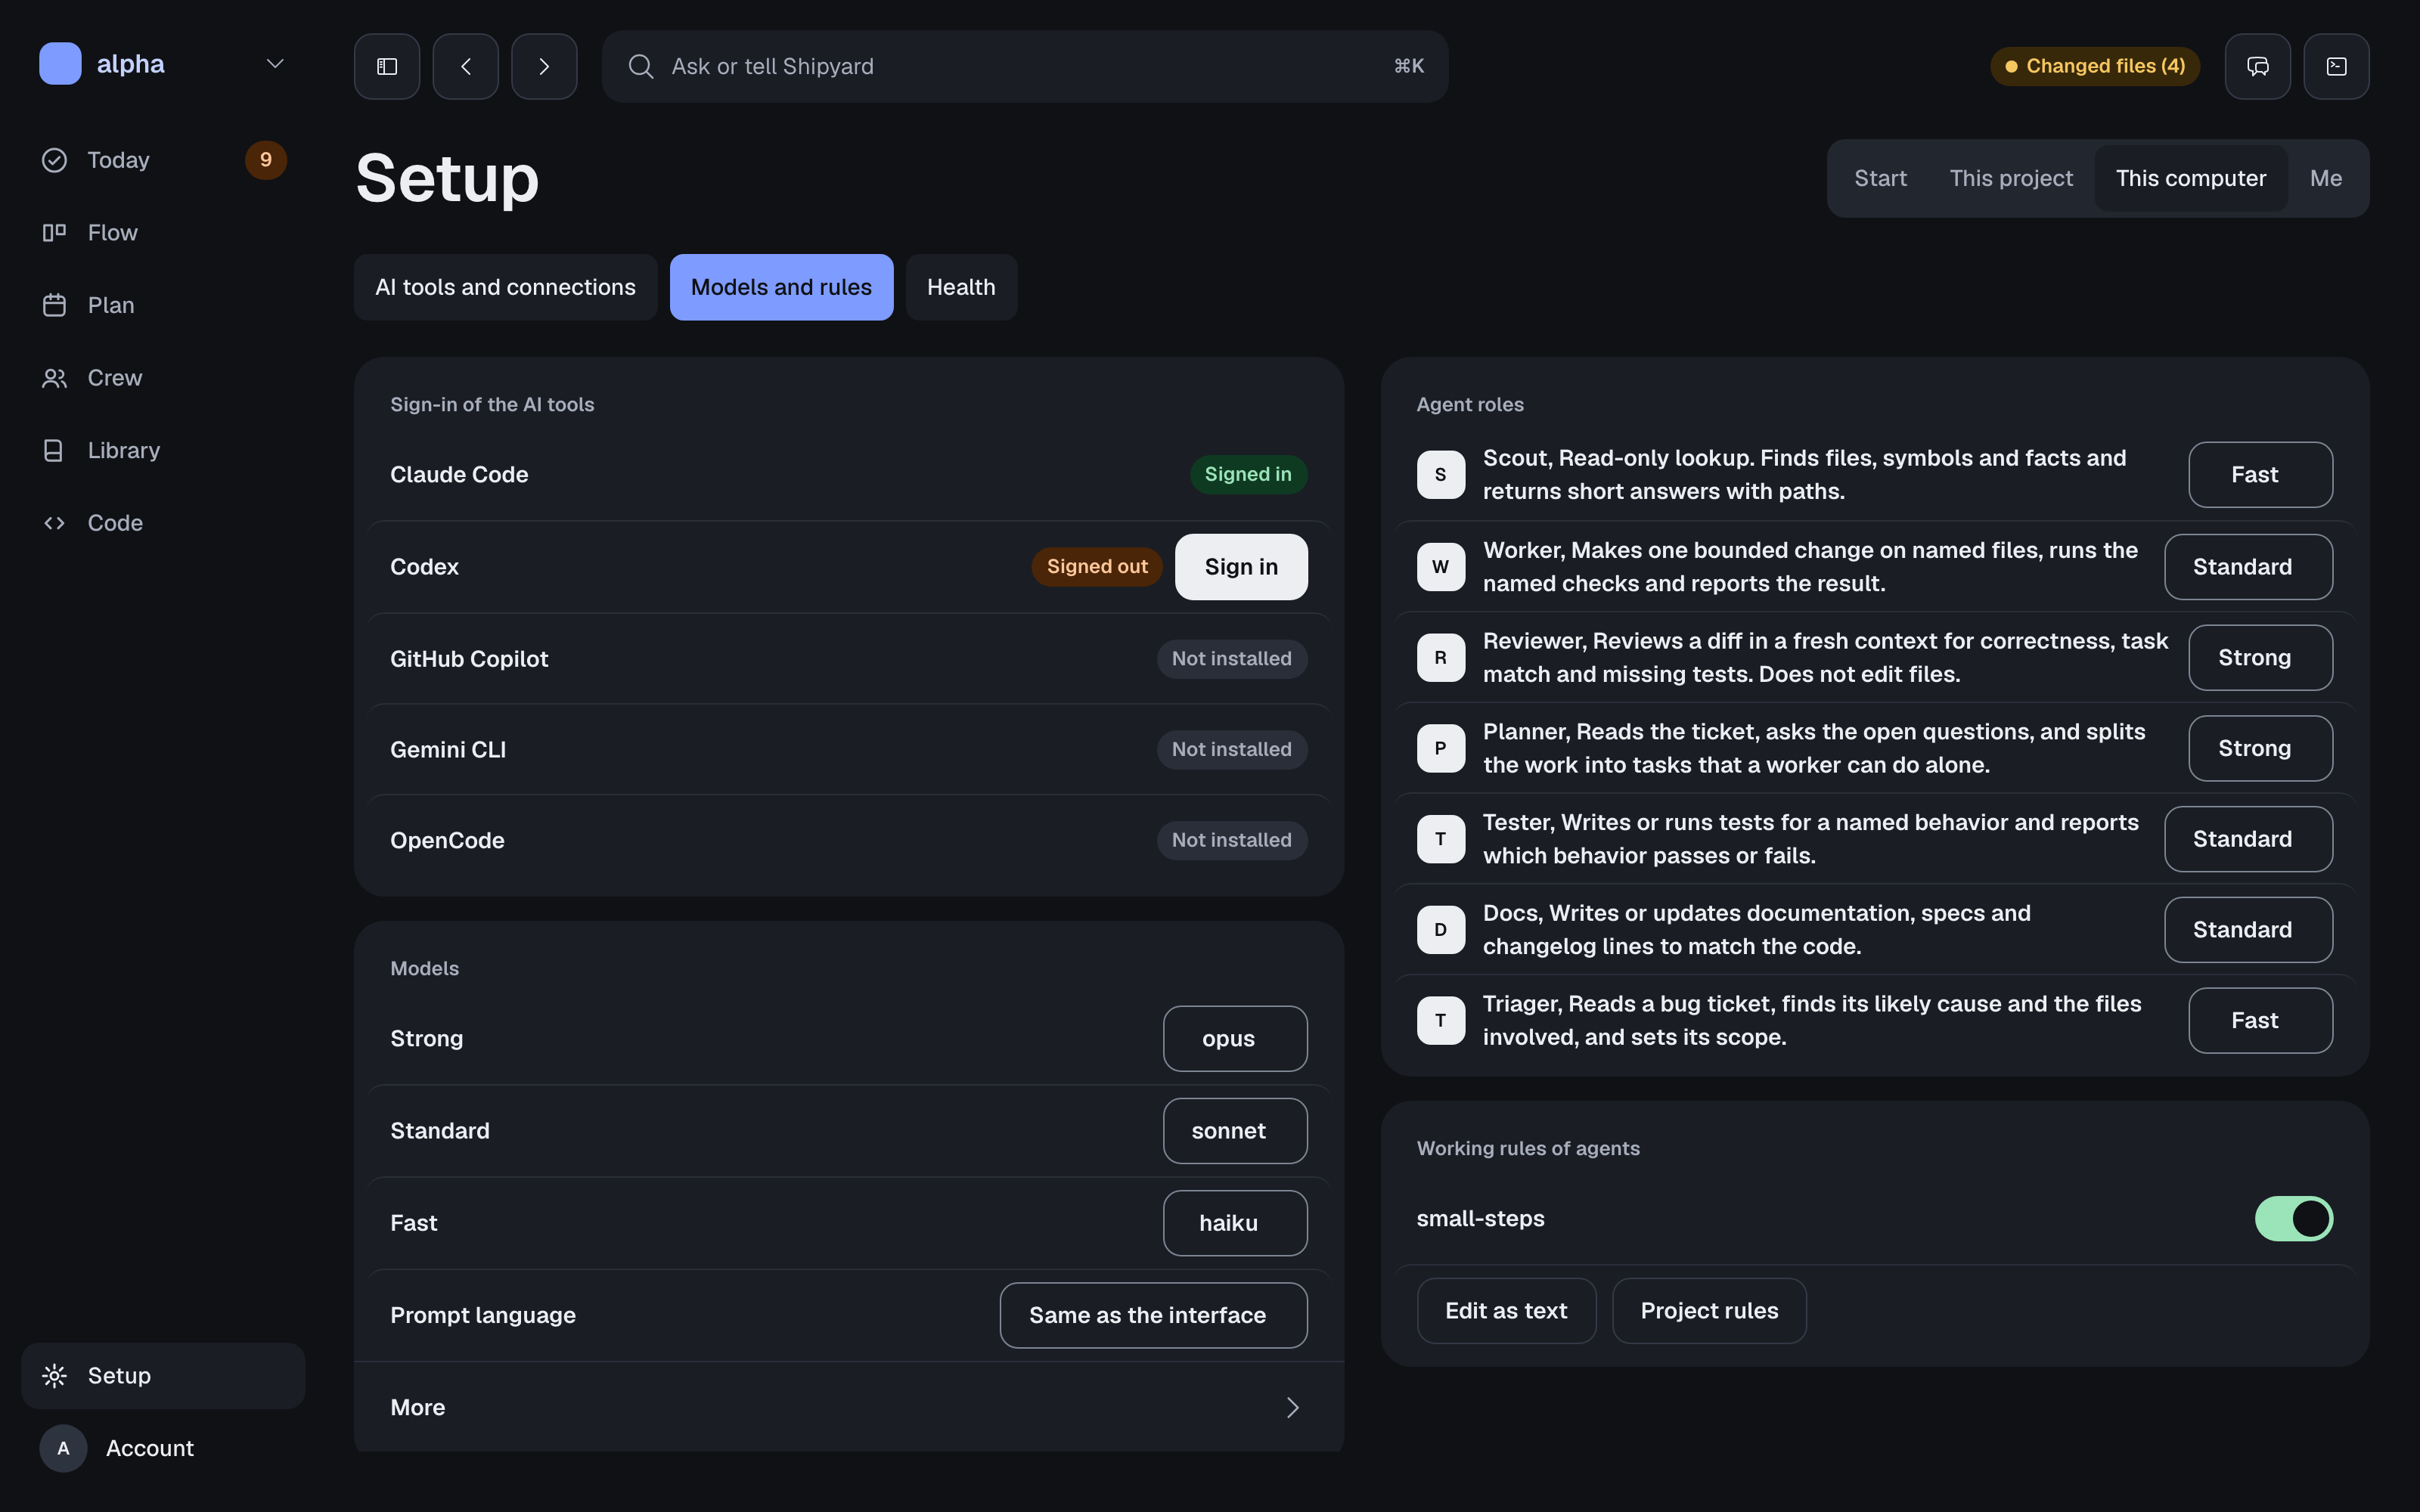 alpha
Today
9
Flow
Plan
Crew
Library
Code
Setup
A
Account
Ask or tell Shipyard
⌘K
Changed files (4)
Setup
Start
This project
This computer
Me
AI tools and connections
Models and rules
Health
Sign-in of the AI tools
Claude Code
Signed in
Codex
Signed out
Sign in
GitHub Copilot
Not installed
Gemini CLI
Not installed
OpenCode
Not installed
Models
Strong
opus
Standard
sonnet
Fast
haiku
Prompt language
Same as the interface
More
Agent roles
S
Scout, Read-only lookup. Finds files, symbols and facts and
returns short answers with paths.
Fast
W
Worker, Makes one bounded change on named files, runs the
named checks and reports the result.
Standard
R
Reviewer, Reviews a diff in a fresh context for correctness, task
match and missing tests. Does not edit files.
Strong
P
Planner, Reads the ticket, asks the open questions, and splits
the work into tasks that a worker can do alone.
Strong
T
Tester, Writes or runs tests for a named behavior and reports
which behavior passes or fails.
Standard
D
Docs, Writes or updates documentation, specs and
changelog lines to match the code.
Standard
T
Triager, Reads a bug ticket, finds its likely cause and the files
involved, and sets its scope.
Fast
Working rules of agents
small-steps
Edit as text
Project rules